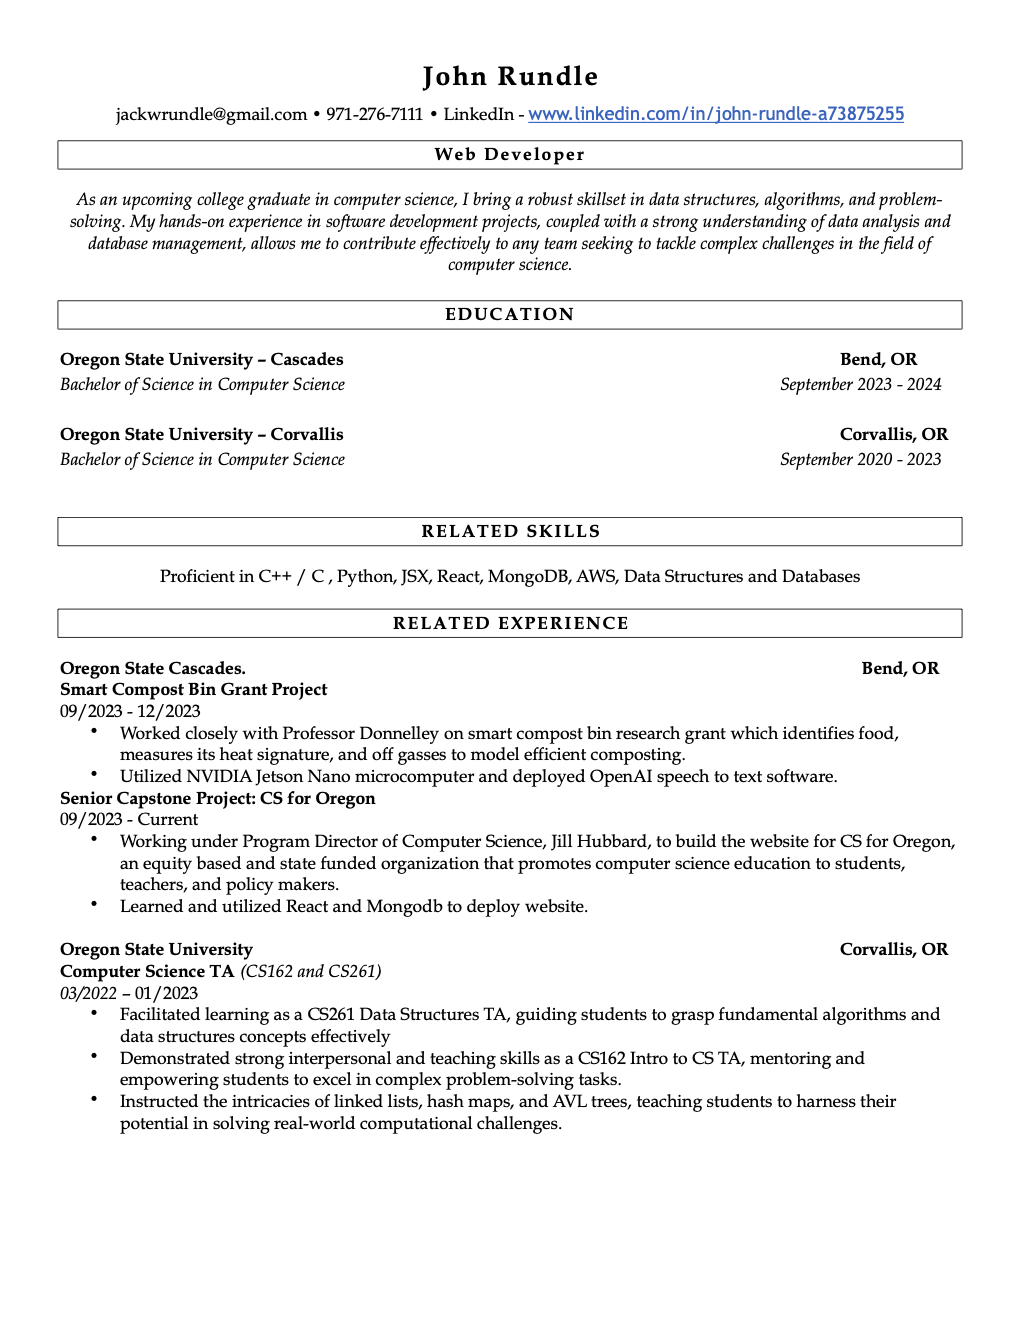 John Rundle
jackwrundle@gmail.com • 971-276-7111 • LinkedIn - www.linkedin.com/in/john-rundle-a73875255
Web Developer
As an upcoming college graduate in computer science, I bring a robust skillset in data structures, algorithms, and problem-
solving. My hands-on experience in software development projects, coupled with a strong understanding of data analysis and
database management, allows me to contribute effectively to any team seeking to tackle complex challenges in the field of
computer science.
EDUCATION
Oregon State University – Cascades Bend, OR
Bachelor of Science in Computer Science September 2023 - 2024
Oregon State University – Corvallis Corvallis, OR
Bachelor of Science in Computer Science September 2020 - 2023
RELATED SKILLS
Proficient in C++ / C , Python, JSX, React, MongoDB, AWS, Data Structures and Databases
RELATED EXPERIENCE
Oregon State Cascades. Bend, OR
Smart Compost Bin Grant Project
09/2023 - 12/2023
• Worked closely with Professor Donnelley on smart compost bin research grant which identifies food,
measures its heat signature, and off gasses to model efficient composting.
• Utilized NVIDIA Jetson Nano microcomputer and deployed OpenAI speech to text software.
Senior Capstone Project: CS for Oregon
09/2023 - Current
• Working under Program Director of Computer Science, Jill Hubbard, to build the website for CS for Oregon,
an equity based and state funded organization that promotes computer science education to students,
teachers, and policy makers.
• Learned and utilized React and Mongodb to deploy website.
Oregon State University Corvallis, OR
Computer Science TA (CS162 and CS261)
03/2022 – 01/2023
• Facilitated learning as a CS261 Data Structures TA, guiding students to grasp fundamental algorithms and
data structures concepts effectively
• Demonstrated strong interpersonal and teaching skills as a CS162 Intro to CS TA, mentoring and
empowering students to excel in complex problem-solving tasks.
• Instructed the intricacies of linked lists, hash maps, and AVL trees, teaching students to harness their
potential in solving real-world computational challenges.